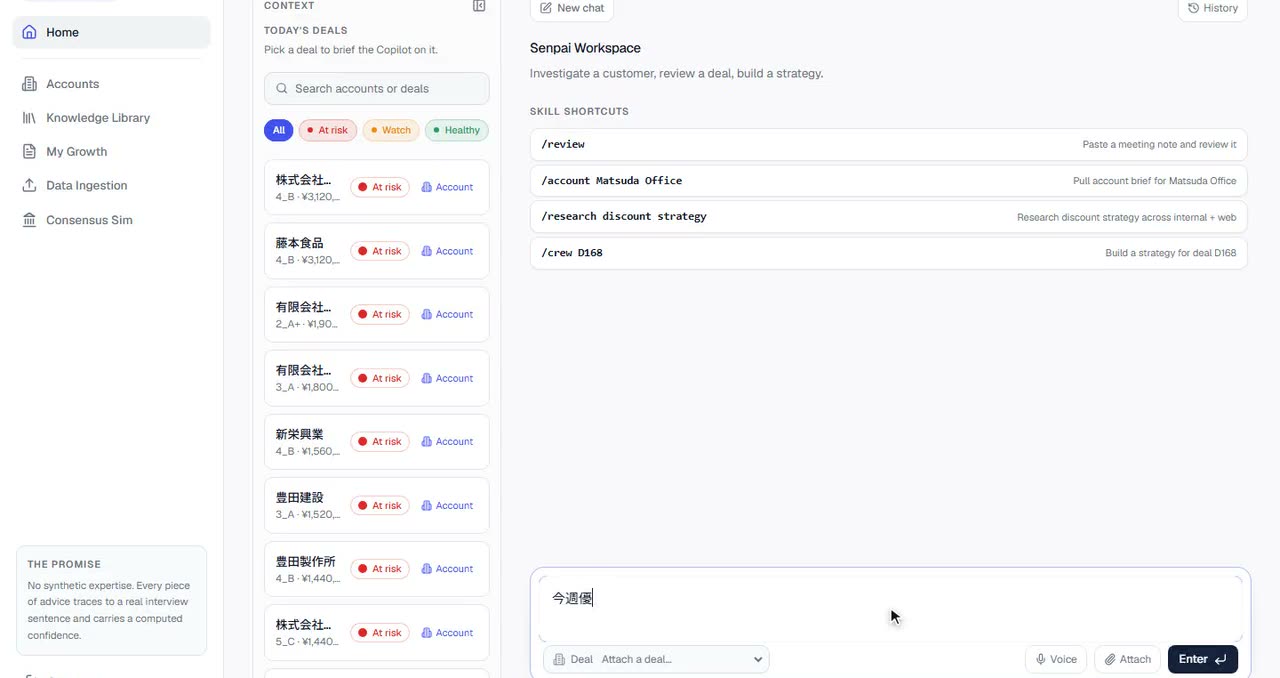 Home
Accounts
Knowledge Library
My Growth
Data Ingestion
Consensus Sim
THE PROMISE
No synthetic expertise. Every piece
of advice traces to a real interview
sentence and carries a computed
confidence.
CONTEXT
TODAY'S DEALS
Pick a deal to brief the Copilot on it.
Search accounts or deals
All At risk Watch Healthy
株式会社... At risk Account
4_B · ¥3,120,...
藤本食品 At risk Account
4_B · ¥3,120,...
有限会社... At risk Account
2_A+ · ¥1,90...
有限会社... At risk Account
3_A · ¥1,800...
新栄興業 At risk Account
4_B · ¥1,560,...
豊田建設 At risk Account
3_A · ¥1,520,...
豊田製作所 At risk Account
4_B · ¥1,440,...
株式会社... At risk Account
5_C · ¥1,440...
New chat
History
Senpai Workspace
Investigate a customer, review a deal, build a strategy.
SKILL SHORTCUTS
/review Paste a meeting note and review it
/account Matsuda Office Pull account brief for Matsuda Office
/research discount strategy Research discount strategy across internal + web
/crew D168 Build a strategy for deal D168
今週優
Deal Attach a deal... Voice Attach Enter